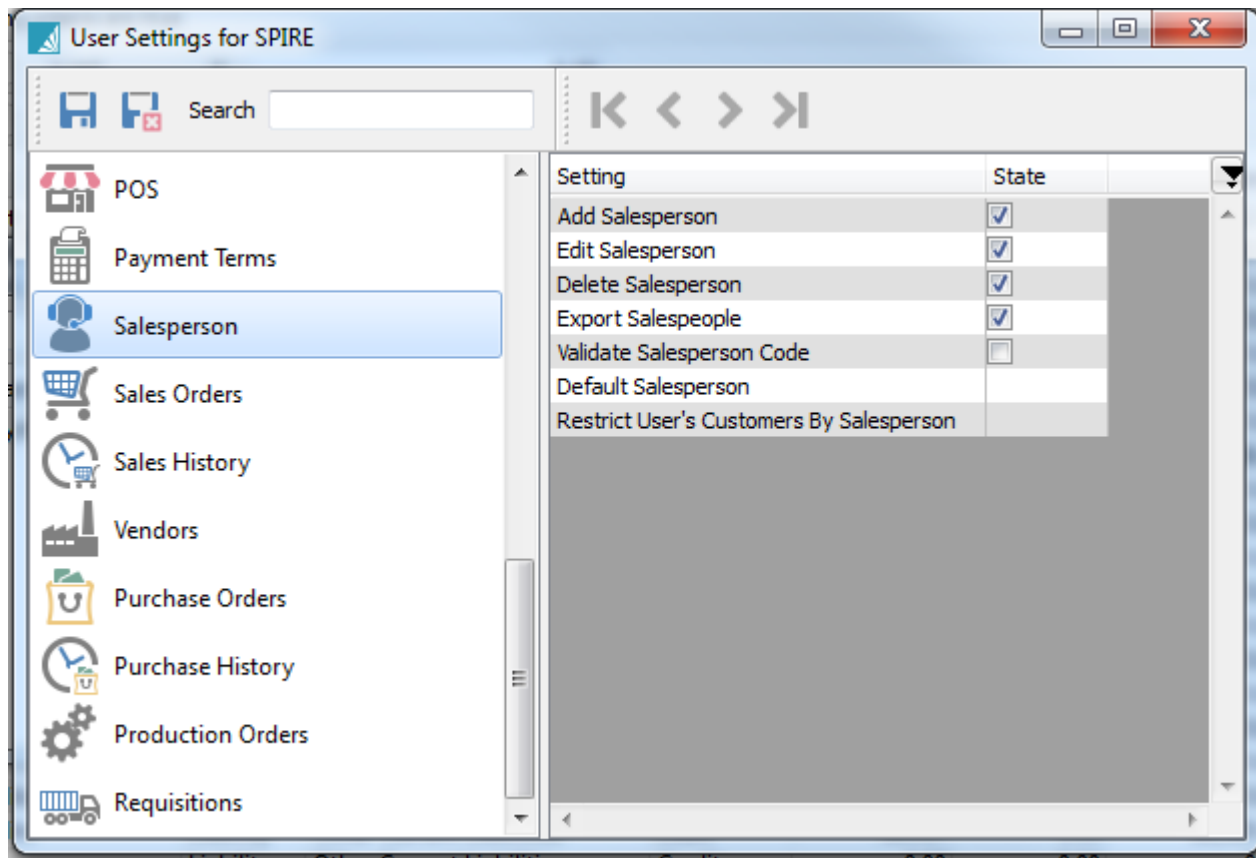 User Settings for SPIRE
Search
POS
Payment Terms
Salesperson
Sales Orders
Sales History
Vendors
Purchase Orders
Purchase History
Production Orders
Requisitions
Setting State
Add Salesperson
Edit Salesperson
Delete Salesperson
Export Salespeople
Validate Salesperson Code
Default Salesperson
Restrict User's Customers By Salesperson